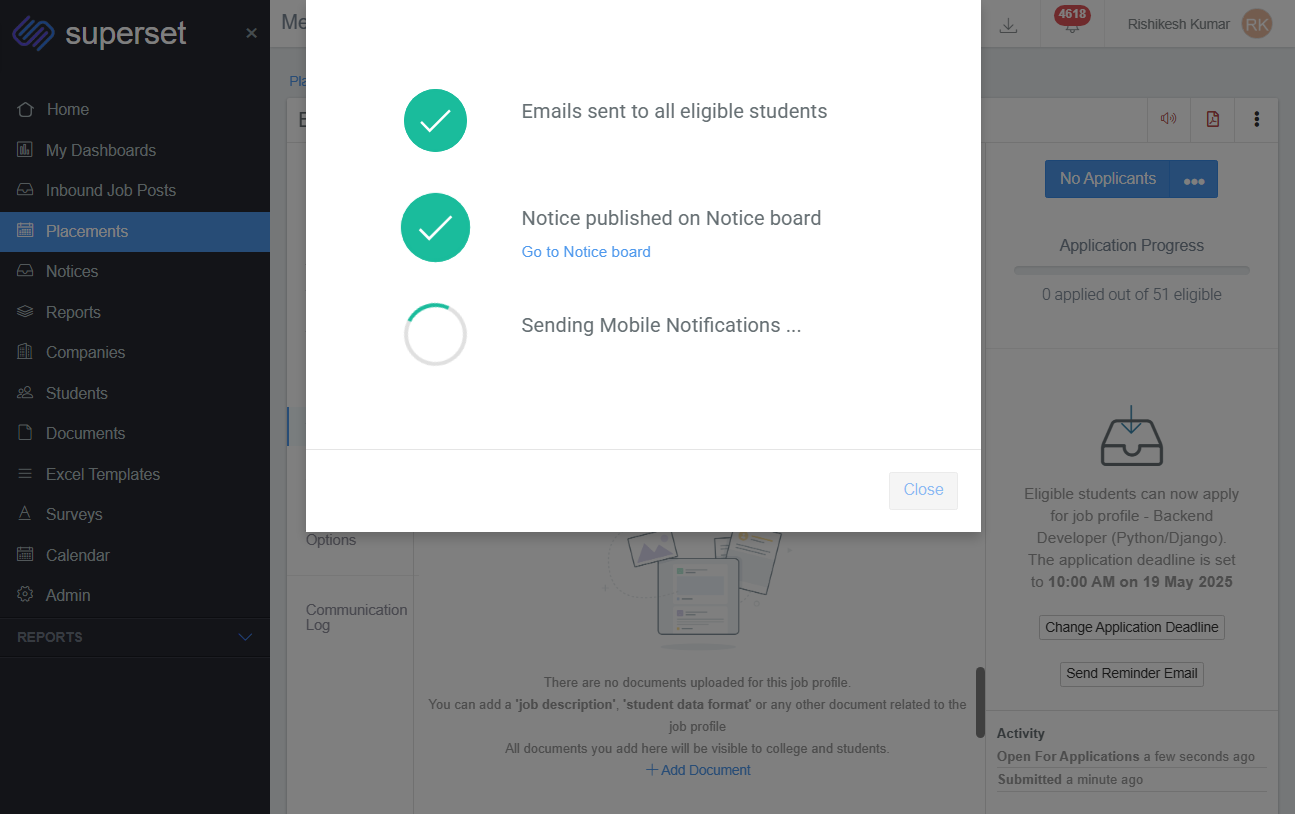 superset
×
Home
My Dashboards
Inbound Job Posts
Placements
Notices
Reports
Companies
Students
Documents
Excel Templates
Surveys
Calendar
Admin
REPORTS
4618
Rishikesh Kumar
RK
Emails sent to all eligible students
Notice published on Notice board
Go to Notice board
Sending Mobile Notifications ...
Close
Options
Communication
Log
There are no documents uploaded for this job profile.
You can add a 'job description', 'student data format' or any other document related to the
job profile
All documents you add here will be visible to college and students.
+ Add Document
No Applicants
Application Progress
0 applied out of 51 eligible
Eligible students can now apply
for job profile - Backend
Developer (Python/Django).
The application deadline is set
to 10:00 AM on 19 May 2025
Change Application Deadline
Send Reminder Email
Activity
Open For Applications a few seconds ago
Submitted a minute ago